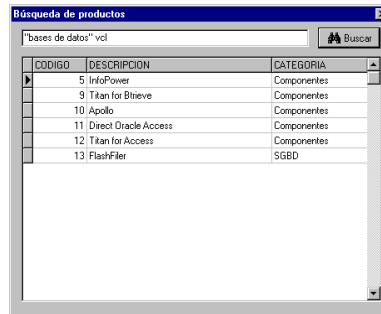 Búsqueda de productos
"bases de datos" vcl Buscar
CODIGO DESCRIPCION CATEGORIA
5 InfoPower Componentes
9 Titan for Btrieve Componentes
10 Apollo Componentes
11 Direct Oracle Access Componentes
12 Titan for Access Componentes
13 FlashFiler SGBD